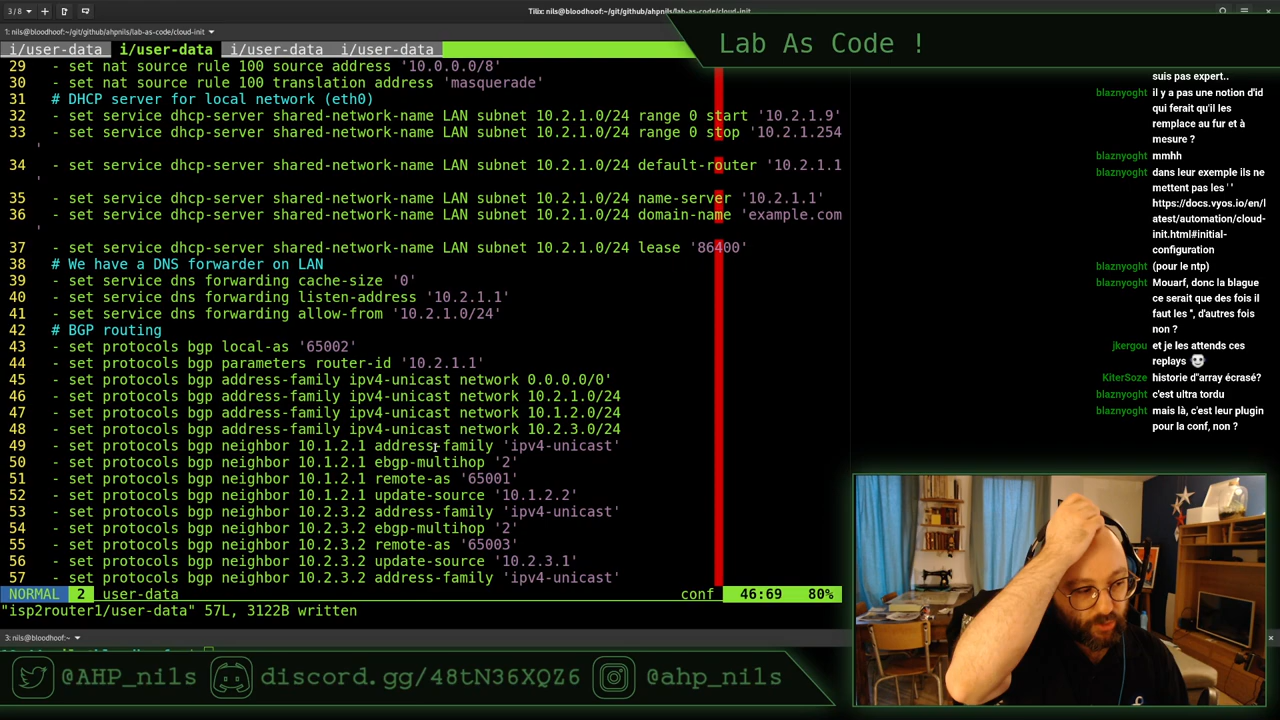 3 / 8
Tilix: nils@bloodhoof:~/git/github/ahpnils/lab-as-code/cloud-init
1: nils@bloodhoof:~/git/github/ahpnils/lab-as-code/cloud-init
i/user-data i/user-data i/user-data i/user-data
Lab As Code !
29 - set nat source rule 100 source address '10.0.0.0/8'
30 - set nat source rule 100 translation address 'masquerade'
31 # DHCP server for local network (eth0)
32 - set service dhcp-server shared-network-name LAN subnet 10.2.1.0/24 range 0 start '10.2.1.9'
33 - set service dhcp-server shared-network-name LAN subnet 10.2.1.0/24 range 0 stop '10.2.1.254
'
34 - set service dhcp-server shared-network-name LAN subnet 10.2.1.0/24 default-router '10.2.1.1
'
35 - set service dhcp-server shared-network-name LAN subnet 10.2.1.0/24 name-server '10.2.1.1'
36 - set service dhcp-server shared-network-name LAN subnet 10.2.1.0/24 domain-name 'example.com
'
37 - set service dhcp-server shared-network-name LAN subnet 10.2.1.0/24 lease '86400'
38 # We have a DNS forwarder on LAN
39 - set service dns forwarding cache-size '0'
40 - set service dns forwarding listen-address '10.2.1.1'
41 - set service dns forwarding allow-from '10.2.1.0/24'
42 # BGP routing
43 - set protocols bgp local-as '65002'
44 - set protocols bgp parameters router-id '10.2.1.1'
45 - set protocols bgp address-family ipv4-unicast network 0.0.0.0/0'
46 - set protocols bgp address-family ipv4-unicast network 10.2.1.0/24
47 - set protocols bgp address-family ipv4-unicast network 10.1.2.0/24
48 - set protocols bgp address-family ipv4-unicast network 10.2.3.0/24
49 - set protocols bgp neighbor 10.1.2.1 address-family 'ipv4-unicast'
50 - set protocols bgp neighbor 10.1.2.1 ebgp-multihop '2'
51 - set protocols bgp neighbor 10.1.2.1 remote-as '65001'
52 - set protocols bgp neighbor 10.1.2.1 update-source '10.1.2.2'
53 - set protocols bgp neighbor 10.2.3.2 address-family 'ipv4-unicast'
54 - set protocols bgp neighbor 10.2.3.2 ebgp-multihop '2'
55 - set protocols bgp neighbor 10.2.3.2 remote-as '65003'
56 - set protocols bgp neighbor 10.2.3.2 update-source '10.2.3.1'
57 - set protocols bgp neighbor 10.2.3.2 address-family 'ipv4-unicast'
NORMAL 2 user-data conf 46:69 80%
"isp2router1/user-data" 57L, 3122B written
3: nils@bloodhoof:~
suis pas expert..
blaznyoght il y a pas une notion d'id
qui ferait qu'il les
remplace au fur et à
mesure ?
blaznyoght mmhh
blaznyoght dans leur exemple ils ne
mettent pas les ' '
https://docs.vyos.io/en/l
atest/automation/cloud-
init.html#initial-
configuration
blaznyoght (pour le ntp)
blaznyoght Mouarf, donc la blague
ce serait que des fois il
faut les '', d'autres fois
non ?
jkergou et je les attends ces
replays
KiterSoze historie d"array écrasé?
blaznyoght c'est ultra tordu
blaznyoght mais là, c'est leur plugin
pour la conf, non ?
@AHP_nils discord.gg/48tN36XQZ6 @ahp_nils